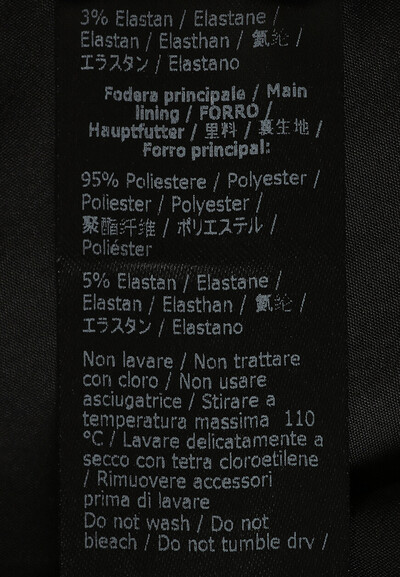 3% Elastan / Elastane /
Elastan / Elasthan / 氨纶 /
エラスタン / Elastano
Fodera principale / Main
lining / FORRO /
Hauptfutter / 里料 / 裏生地 /
Forro principal:
95% Poliestere / Polyester /
Poliester / Polyester /
聚酯纤维 / ポリエステル /
Poliéster
5% Elastan / Elastane /
Elastan / Elasthan / 氨纶 /
エラスタン / Elastano
Non lavare / Non trattare
con cloro / Non usare
asciugatrice / Stirare a
temperatura massima 110
°C / Lavare delicatamente a
secco con tetra cloroetilene
/ Rimuovere accessori
prima di lavare
Do not wash / Do not
bleach / Do not tumble dry /